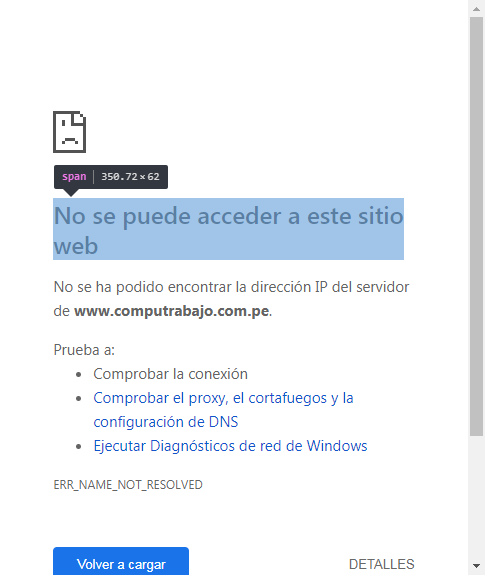 span | 350.72 × 62
No se puede acceder a este sitio
web
No se ha podido encontrar la dirección IP del servidor
de www.computrabajo.com.pe.
Prueba a:
• Comprobar la conexión
• Comprobar el proxy, el cortafuegos y la
configuración de DNS
• Ejecutar Diagnósticos de red de Windows
ERR_NAME_NOT_RESOLVED
Volver a cargar DETALLES